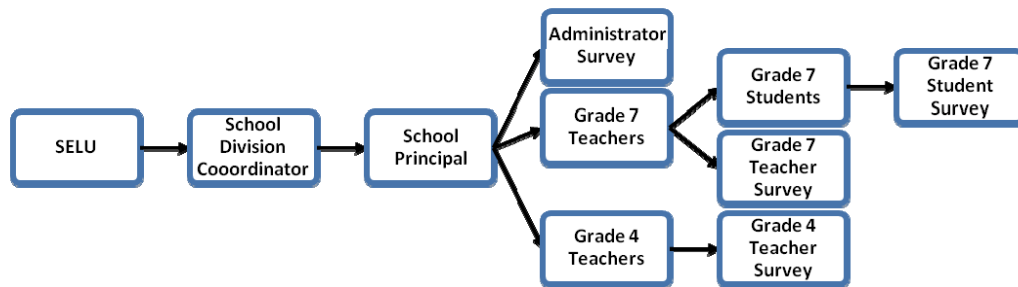 SELU
School
Division
Cooordinator
School
Principal
Administrator
Survey
Grade 7
Teachers
Grade 4
Teachers
Grade 7
Students
Grade 7
Teacher
Survey
Grade 4
Teacher
Survey
Grade 7
Student
Survey